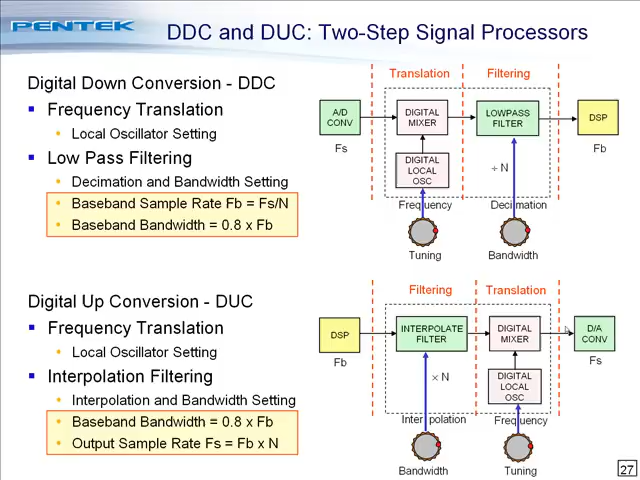 PENTEK
DDC and DUC: Two-Step Signal Processors
Digital Down Conversion - DDC
Frequency Translation
Local Oscillator Setting
Low Pass Filtering
Decimation and Bandwidth Setting
Baseband Sample Rate Fb = Fs/N
Baseband Bandwidth = 0.8 x Fb
Translation
Filtering
A/D
CONV
Fs
DIGITAL
MIXER
LOWPASS
FILTER
DSP
Fb
DIGITAL
LOCAL
OSC
÷ N
Frequency
Decimation
Tuning
Bandwidth
Digital Up Conversion - DUC
Frequency Translation
Local Oscillator Setting
Interpolation Filtering
Interpolation and Bandwidth Setting
Baseband Bandwidth = 0.8 x Fb
Output Sample Rate Fs = Fb x N
Filtering
Translation
DSP
Fb
INTERPOLATE
FILTER
DIGITAL
MIXER
D/A
CONV
Fs
× N
DIGITAL
LOCAL
OSC
Interpolation
Frequency
Bandwidth
Tuning
27